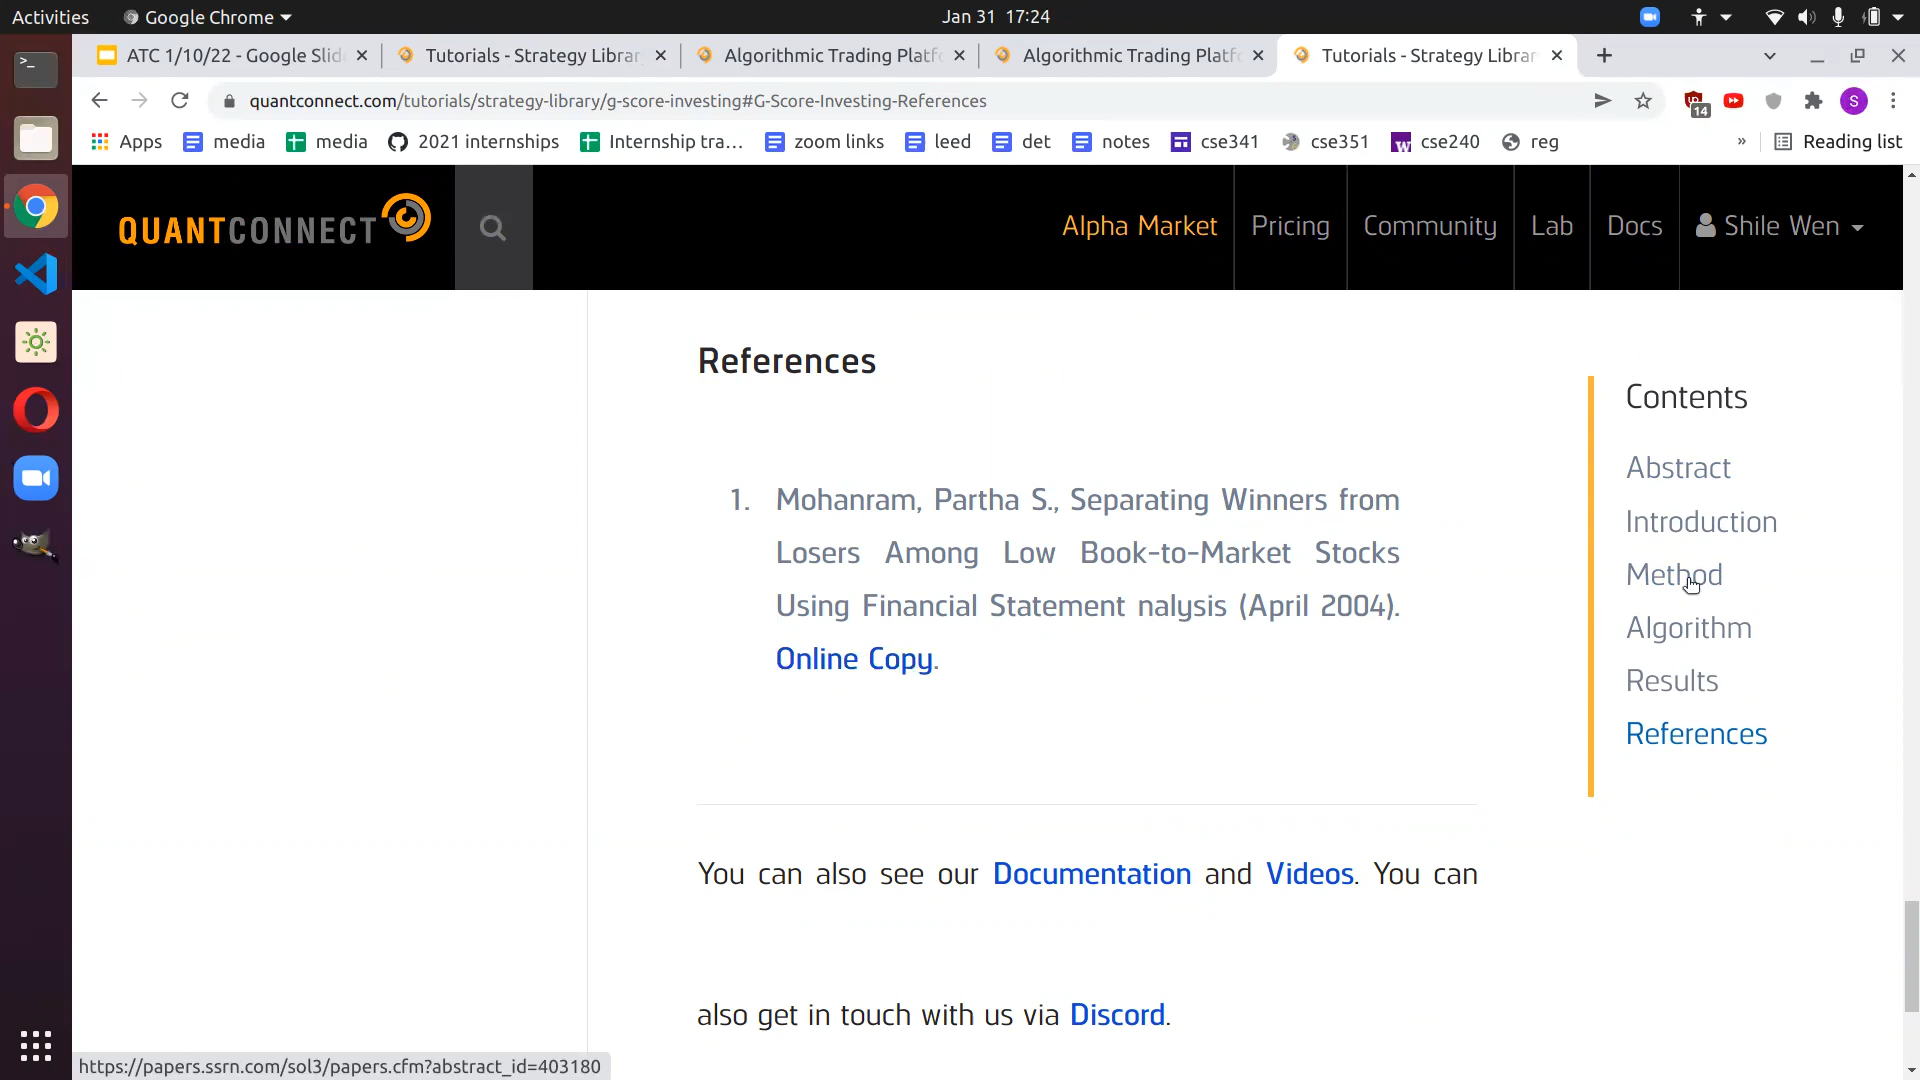 Activities Google Chrome Jan 31 17:24
ATC 1/10/22 - Google Slid Tutorials - Strategy Librar Algorithmic Trading Platf Algorithmic Trading Platf Tutorials - Strategy Librar
quantconnect.com/tutorials/strategy-library/g-score-investing#G-Score-Investing-References 14 S
Apps media media 2021 internships Internship tra... zoom links leed det notes cse341 cse351 cse240 reg » Reading list
QUANTCONNECT Alpha Market Pricing Community Lab Docs Shile Wen
References
1. Mohanram, Partha S., Separating Winners from
Losers Among Low Book-to-Market Stocks
Using Financial Statement nalysis (April 2004).
Online Copy.
Contents
Abstract
Introduction
Method
Algorithm
Results
References
You can also see our Documentation and Videos. You can
also get in touch with us via Discord.
https://papers.ssrn.com/sol3/papers.cfm?abstract_id=403180